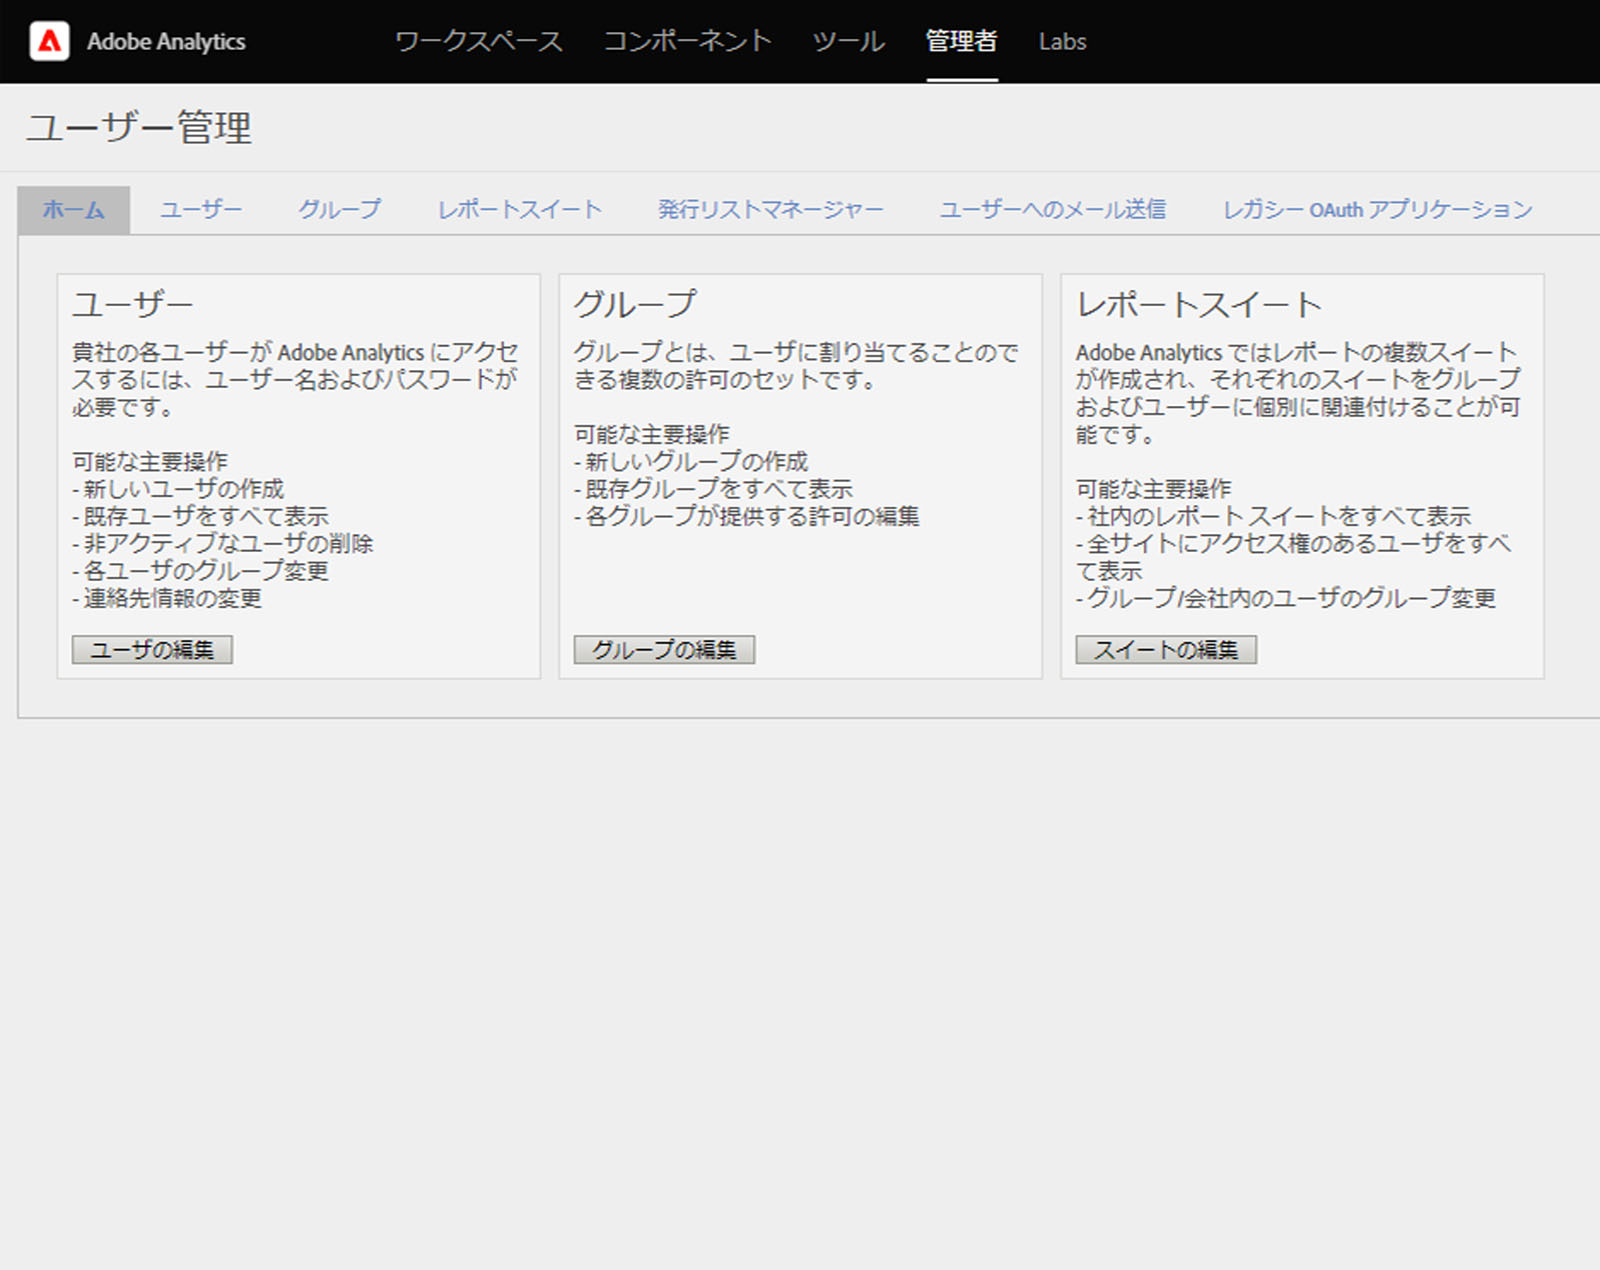 Adobe Analytics ワークスペース コンポーネント ツール 管理者 Labs
ユーザー管理
ホーム ユーザー グループ レポートスイート 発行リストマネージャー ユーザーへのメール送信 レガシー OAuth アプリケーション
ユーザー
貴社の各ユーザーが Adobe Analytics にアクセ
スするには、ユーザー名およびパスワードが
必要です。
可能な主要操作
- 新しいユーザの作成
- 既存ユーザをすべて表示
- 非アクティブなユーザの削除
- 各ユーザのグループ変更
- 連絡先情報の変更
ユーザの編集
グループ
グループとは、ユーザに割り当てることので
きる複数の許可のセットです。
可能な主要操作
- 新しいグループの作成
- 既存グループをすべて表示
- 各グループが提供する許可の編集
グループの編集
レポートスイート
Adobe Analytics ではレポートの複数スイート
が作成され、それぞれのスイートをグループ
およびユーザーに個別に関連付けることが可
能です。
可能な主要操作
- 社内のレポート スイートをすべて表示
- 全サイトにアクセス権のあるユーザをすべ
て表示
- グループ/会社内のユーザのグループ変更
スイートの編集